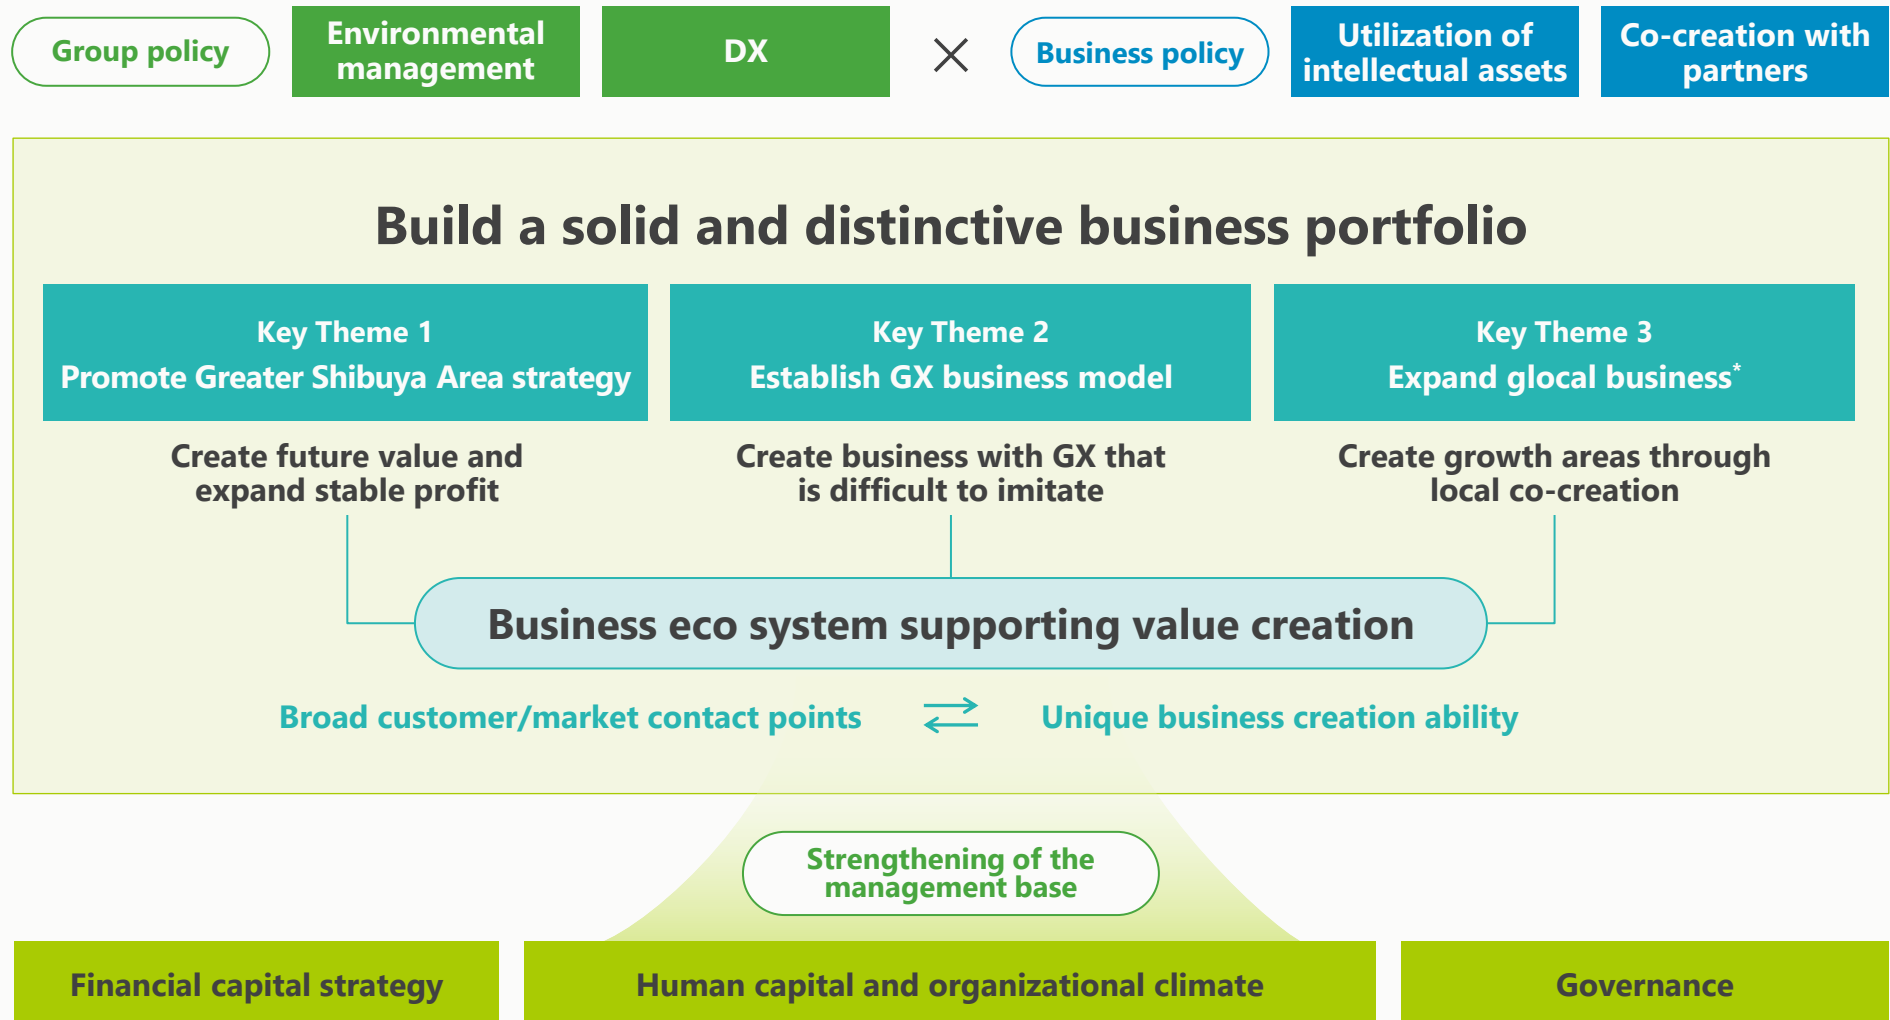 Group policy
Environmental
management
DX
×
Business policy
Utilization of
intellectual assets
Co-creation with
partners
Build a solid and distinctive business portfolio
Key Theme 1
Promote Greater Shibuya Area strategy
Key Theme 2
Establish GX business model
Key Theme 3
Expand glocal business*
Create future value and
expand stable profit
Create business with GX that
is difficult to imitate
Create growth areas through
local co-creation
Business eco system supporting value creation
Broad customer/market contact points
Unique business creation ability
Strengthening of the
management base
Financial capital strategy
Human capital and organizational climate
Governance